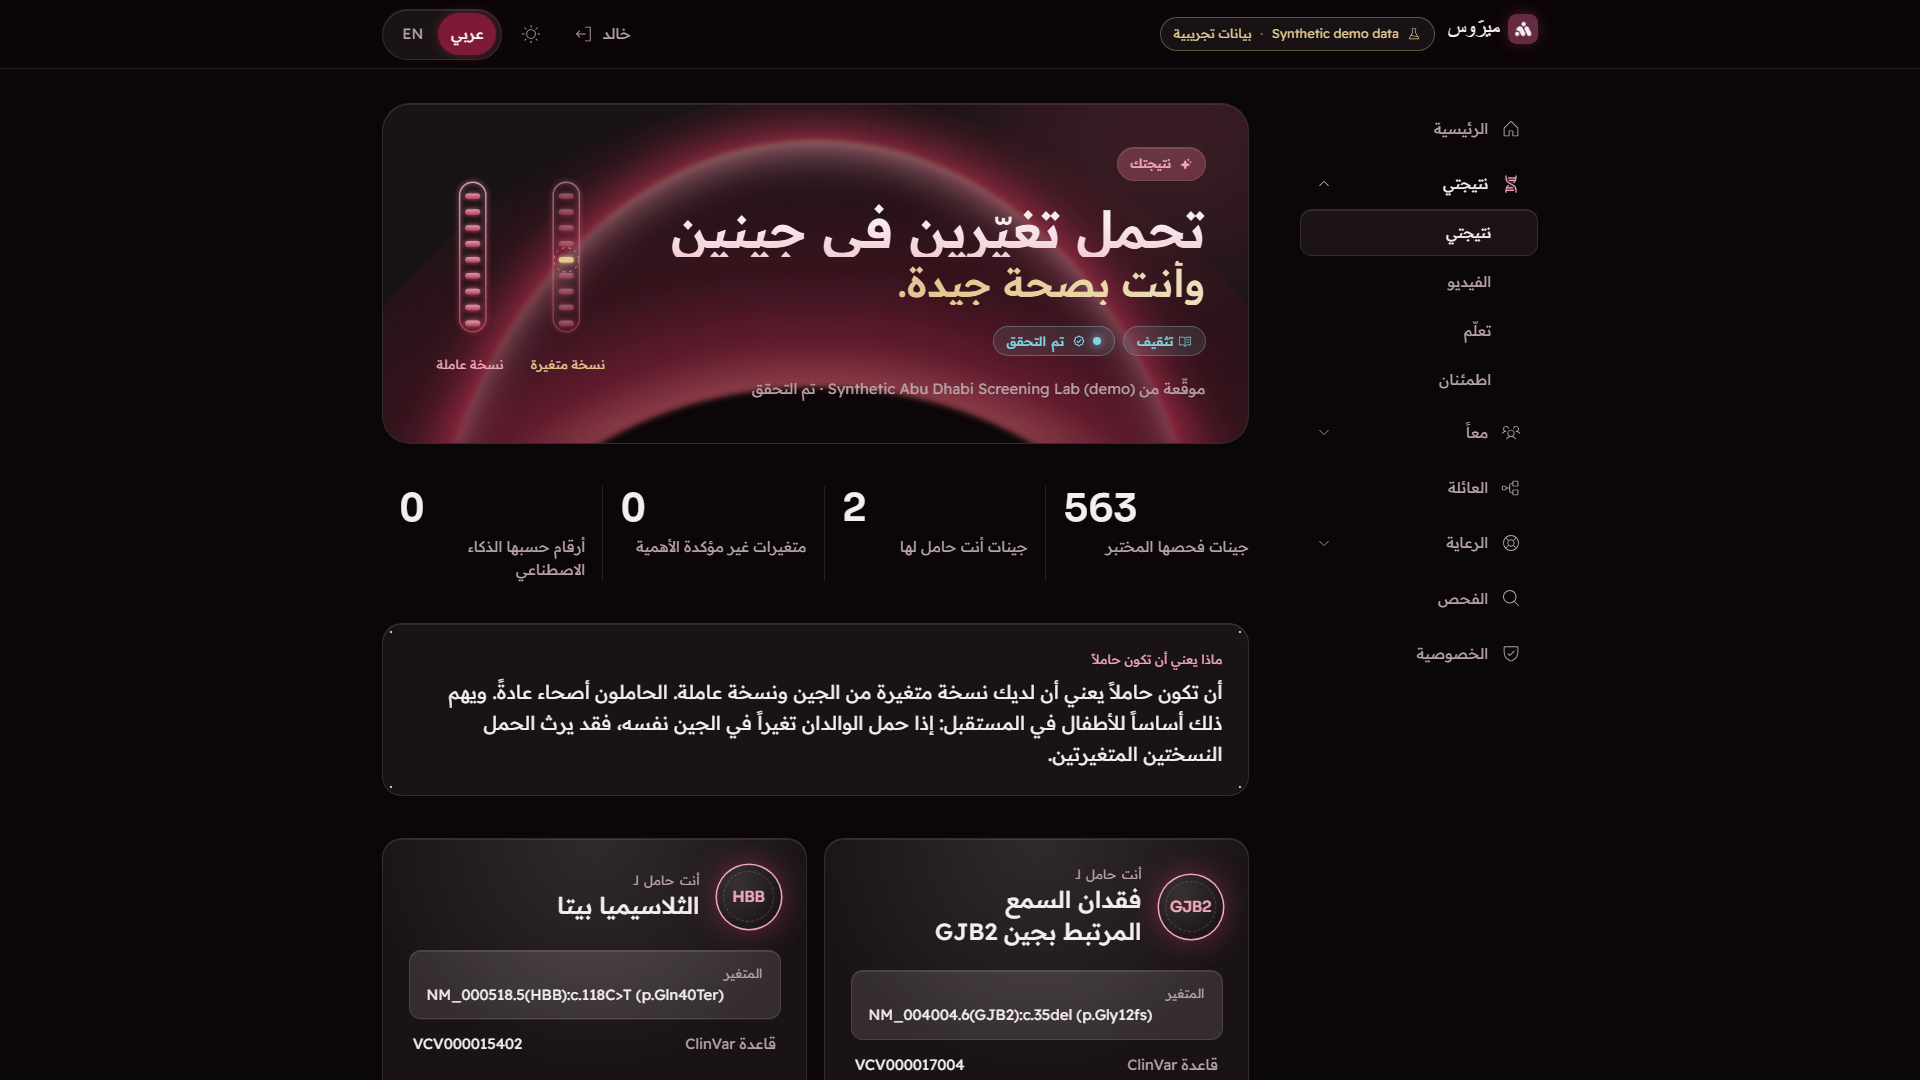 ميرَوس
Synthetic demo data · بيانات تجريبية
خالد
عربي
EN
الرئيسية
نتيجتي
نتيجتي
الفيديو
تعلّم
اطمئنان
معاً
العائلة
الرعاية
الفحص
الخصوصية
نتيجتك
تحمل تغيّرين في جينين
وأنت بصحة جيدة.
تثقيف
تم التحقق
موقّعة من Synthetic Abu Dhabi Screening Lab (demo) · تم التحقق
نسخة متغيرة
نسخة عاملة
563
جينات فحصها المختبر
2
جينات أنت حامل لها
0
متغيرات غير مؤكدة الأهمية
0
أرقام حسبها الذكاء
الاصطناعي
ماذا يعني أن تكون حاملاً
أن تكون حاملاً يعني أن لديك نسخة متغيرة من الجين ونسخة عاملة. الحاملون أصحاء عادةً. ويهم
ذلك أساساً للأطفال في المستقبل: إذا حمل الوالدان تغيراً في الجين نفسه، فقد يرث الحمل
النسختين المتغيرتين.
GJB2
أنت حامل لـ
فقدان السمع
المرتبط بجين GJB2
المتغير
NM_004004.6(GJB2):c.35del (p.Gly12fs)
قاعدة ClinVar
VCV000017004
HBB
أنت حامل لـ
الثلاسيميا بيتا
المتغير
NM_000518.5(HBB):c.118C>T (p.Gln40Ter)
قاعدة ClinVar
VCV000015402